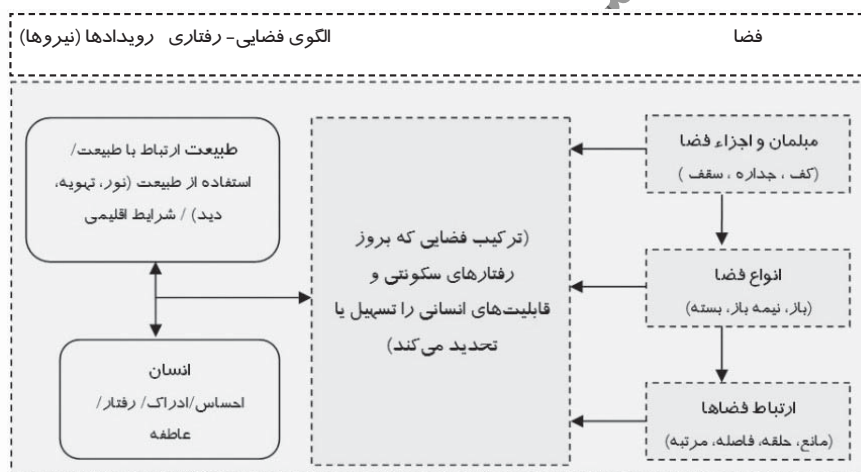 فضا
الگوی فضایی- رفتاری
رویدادها (نیروها)
مبلمان و اجزاء فضا
(کف ، جداره ، سقف )
انواع فضا
(باز، نیمه باز، بسته)
ارتباط فضاها
(مانع، حلقه، فاصله، مرتبه)
(ترکیب فضایی که بروز
رفتارهای سکونتی و
قابلیت‌های انسانی را تسهیل یا
تحدید می‌کند)
طبیعت ارتباط با طبیعت/
استفاده از طبیعت (نور، تهویه،
دید) / شرایط اقلیمی
انسان
احساس/ادراک/ رفتار/
عاطفه